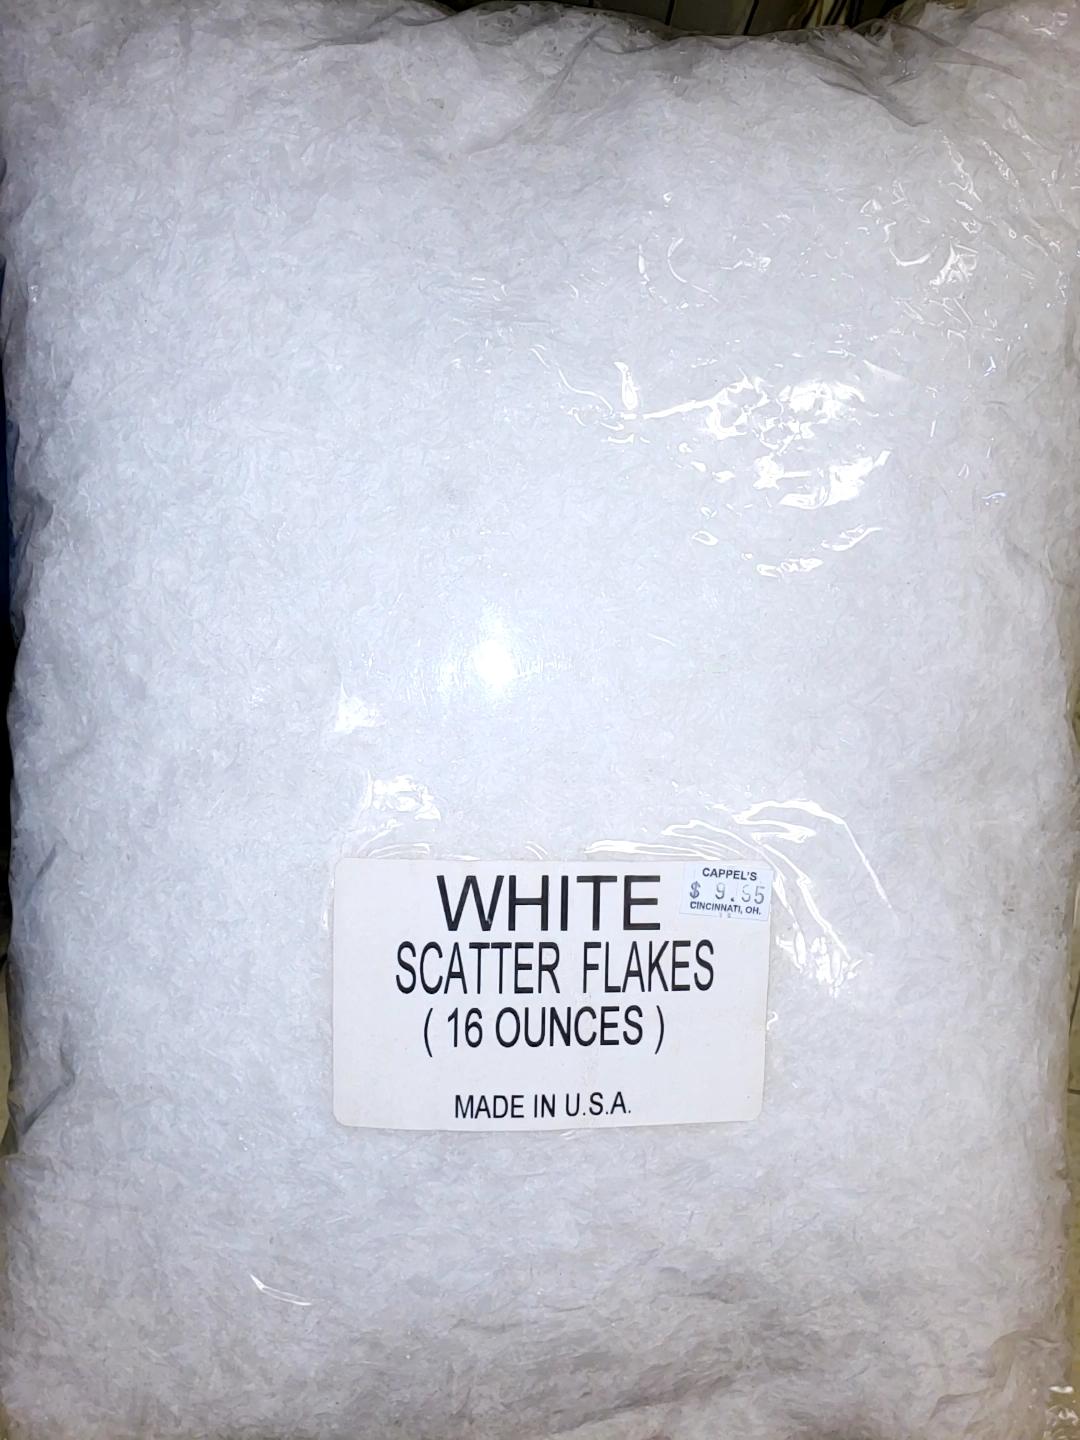 WHITE
SCATTER FLAKES
( 16 OUNCES )
MADE IN U.S.A.
CAPPEL'S
CINCINNATI, OH.